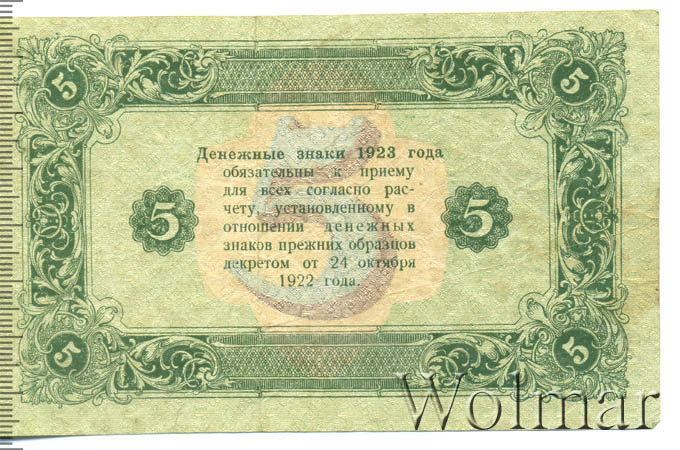 5 5
Денежные знаки 1923 года
обязательны к приему
для всех согласно рас-
чету, установленному в
отношении денежных
знаков прежних образцов
декретом от 24 октября
1922 года.
5 5 5
5 5
Wolmar